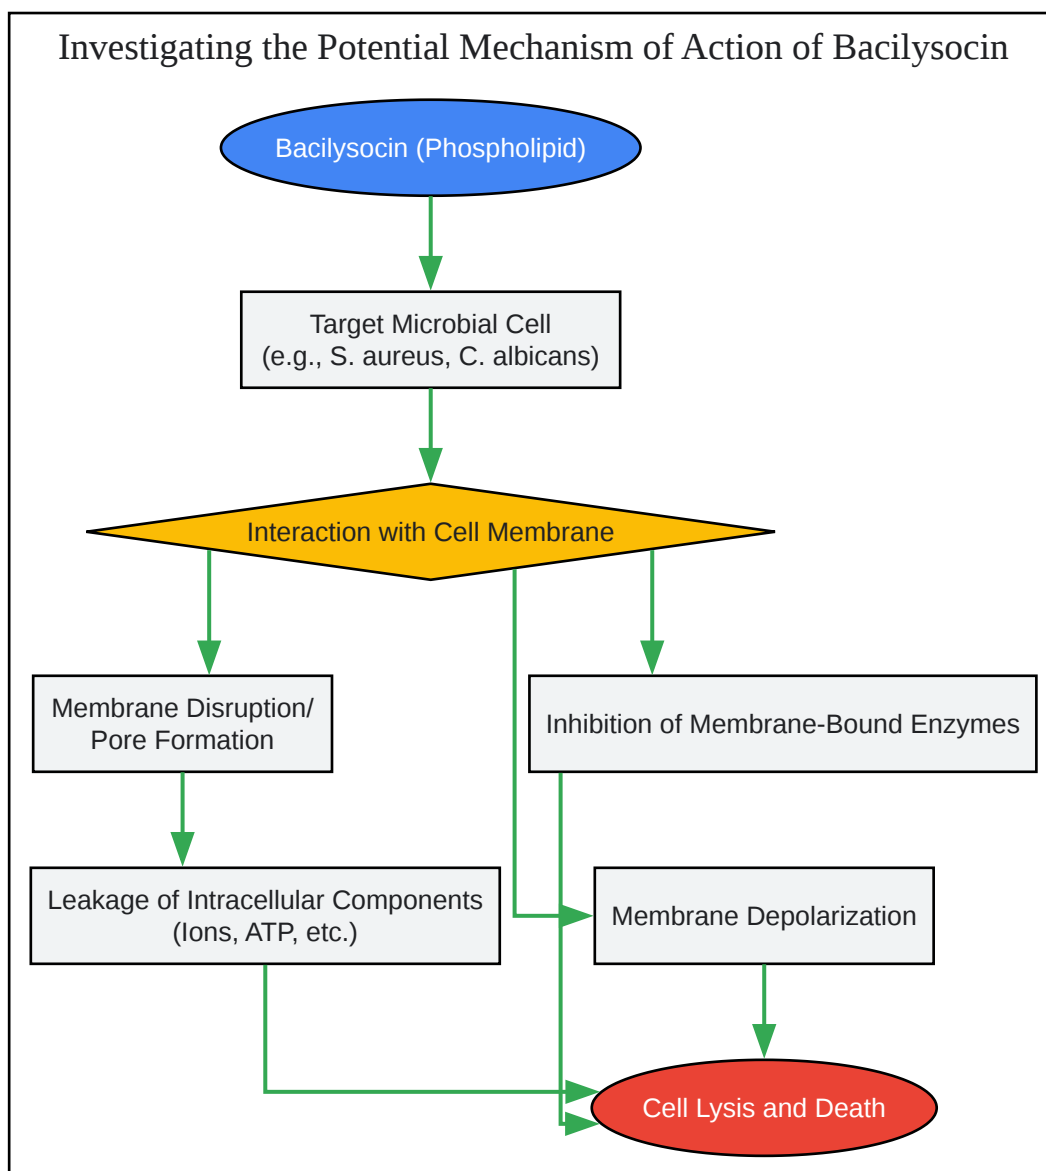 Investigating the Potential Mechanism of Action of Bacilysocin
Bacilysocin (Phospholipid)
Target Microbial Cell
(e.g., S. aureus, C. albicans)
Interaction with Cell Membrane
Membrane Disruption/
Pore Formation
Inhibition of Membrane-Bound Enzymes
Leakage of Intracellular Components
(Ions, ATP, etc.)
Membrane Depolarization
Cell Lysis and Death